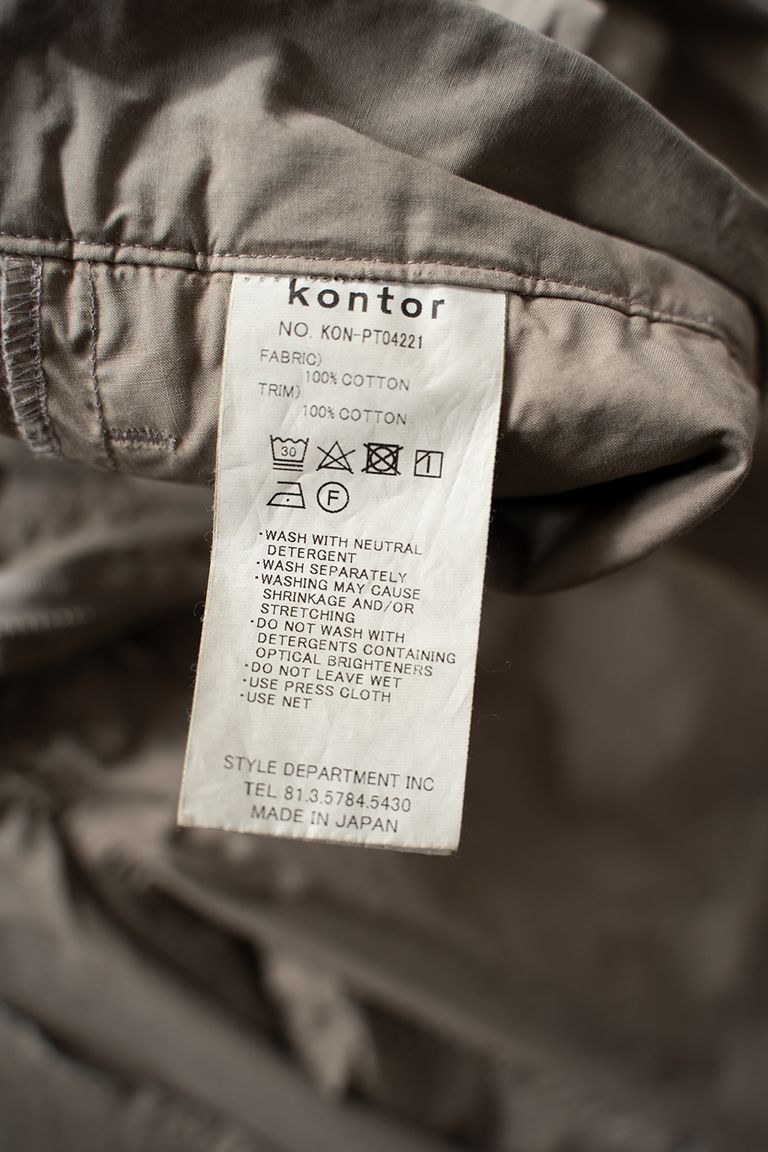 kontor
NO. KON-PT04221
FABRIC)
100% COTTON
TRIM)
100% COTTON
30
F
·WASH WITH NEUTRAL
DETERGENT
·WASH SEPARATELY
·WASHING MAY CAUSE
SHRINKAGE AND/OR
STRETCHING
·DO NOT WASH WITH
DETERGENTS CONTAINING
OPTICAL BRIGHTENERS
·DO NOT LEAVE WET
·USE PRESS CLOTH
·USE NET
STYLE DEPARTMENT INC
TEL 81.3.5784.5430
MADE IN JAPAN